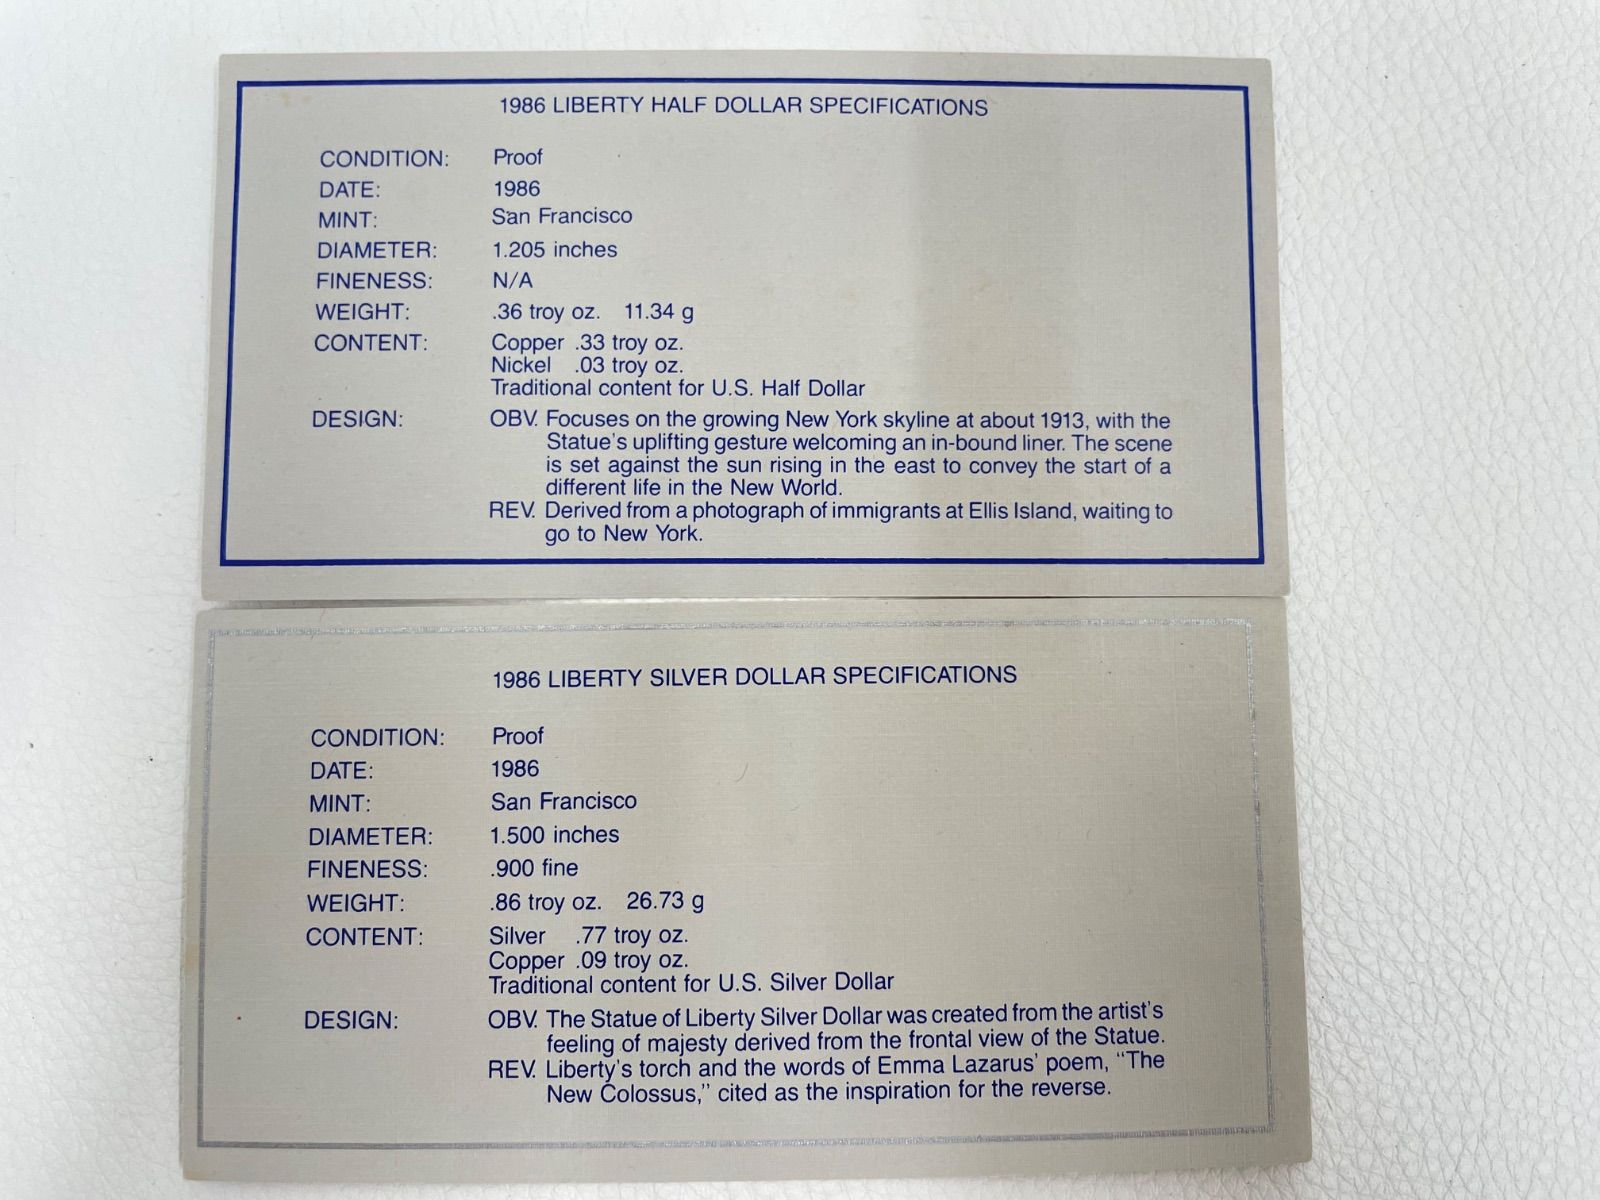 1986 LIBERTY HALF DOLLAR SPECIFICATIONS
CONDITION: Proof
DATE: 1986
MINT: San Francisco
DIAMETER: 1.205 inches
FINENESS: N/A
WEIGHT: .36 troy oz. 11.34 g
CONTENT: Copper .33 troy oz.
Nickel .03 troy oz.
Traditional content for U.S. Half Dollar
DESIGN: OBV. Focuses on the growing New York skyline at about 1913, with the
Statue's uplifting gesture welcoming an in-bound liner. The scene
is set against the sun rising in the east to convey the start of a
different life in the New World.
REV. Derived from a photograph of immigrants at Ellis Island, waiting to
go to New York.
1986 LIBERTY SILVER DOLLAR SPECIFICATIONS
CONDITION: Proof
DATE: 1986
MINT: San Francisco
DIAMETER: 1.500 inches
FINENESS: .900 fine
WEIGHT: .86 troy oz. 26.73 g
CONTENT: Silver .77 troy oz.
Copper .09 troy oz.
Traditional content for U.S. Silver Dollar
DESIGN: OBV. The Statue of Liberty Silver Dollar was created from the artist's
feeling of majesty derived from the frontal view of the Statue.
REV. Liberty's torch and the words of Emma Lazarus' poem, "The
New Colossus," cited as the inspiration for the reverse.